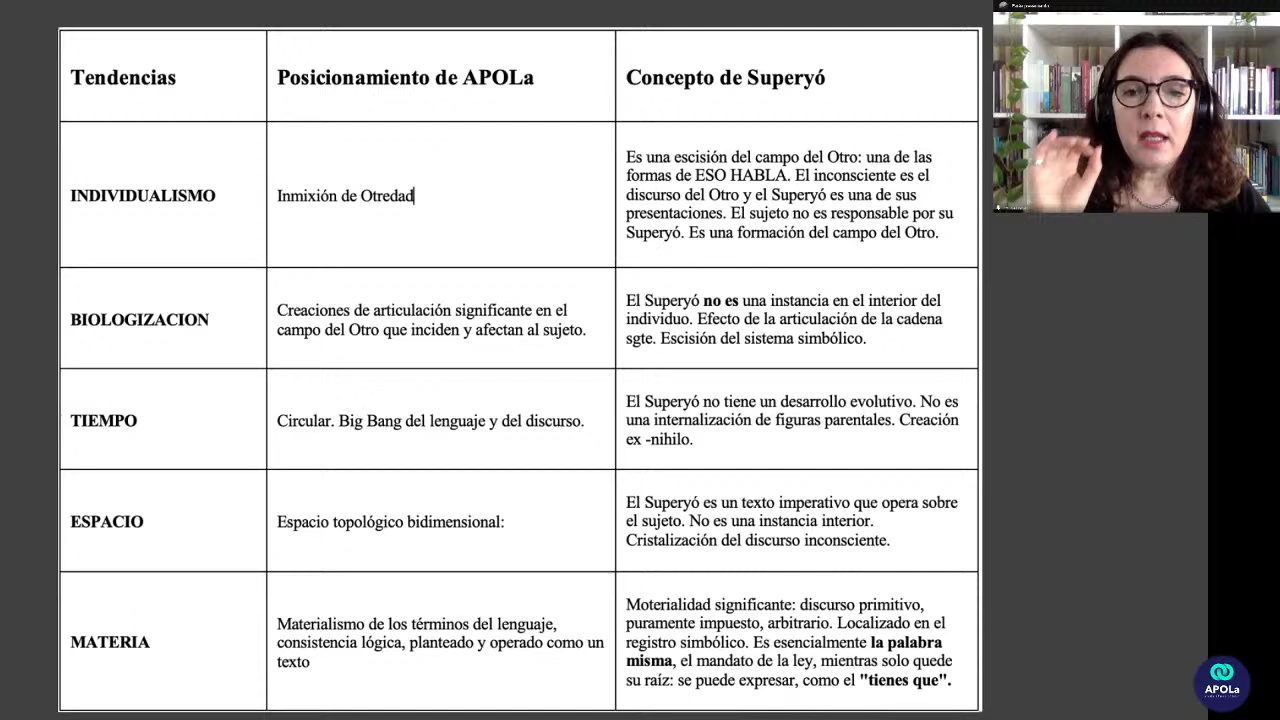 Tendencias
Posicionamiento de APOLa
Concepto de Superyó
INDIVIDUALISMO
Inmixión de Otredad
Es una escisión del campo del Otro: una de las
formas de ESO HABLA. El inconsciente es el
discurso del Otro y el Superyó es una de sus
presentaciones. El sujeto no es responsable por su
Superyó. Es una formación del campo del Otro.
BIOLOGIZACION
Creaciones de articulación significante en el
campo del Otro que inciden y afectan al sujeto.
El Superyó no es una instancia en el interior del
individuo. Efecto de la articulación de la cadena
sgte. Escisión del sistema simbólico.
TIEMPO
Circular. Big Bang del lenguaje y del discurso.
El Superyó no tiene un desarrollo evolutivo. No es
una internalización de figuras parentales. Creación
ex -nihilo.
ESPACIO
Espacio topológico bidimensional:
El Superyó es un texto imperativo que opera sobre
el sujeto. No es una instancia interior.
Cristalización del discurso inconsciente.
MATERIA
Materialismo de los términos del lenguaje,
consistencia lógica, planteado y operado como un
texto
Moterialidad significante: discurso primitivo,
puramente impuesto, arbitrario. Localizado en el
registro simbólico. Es esencialmente la palabra
misma, el mandato de la ley, mientras solo quede
su raíz: se puede expresar, como el "tienes que".
APOLa